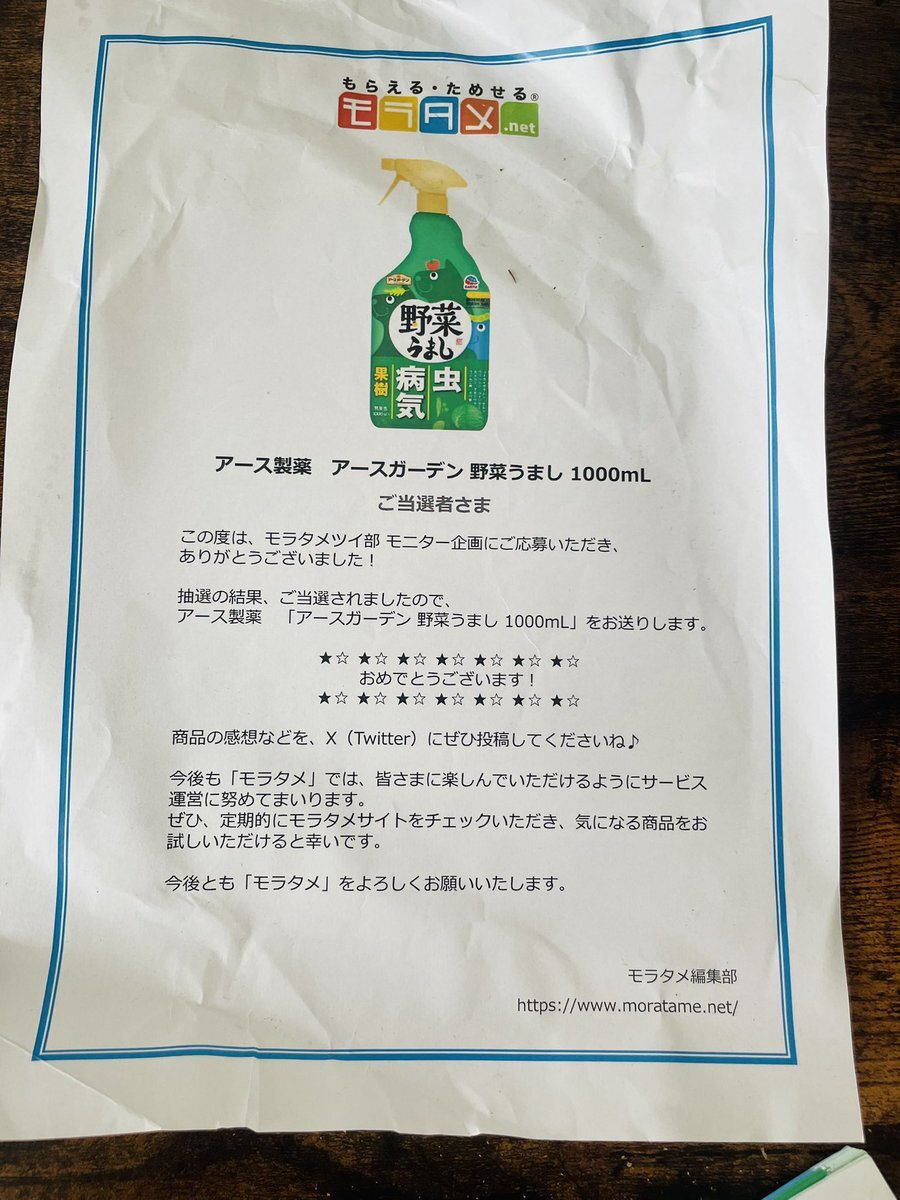 もらえる・ためせる®
モラタメ.net
アースガーデン
野菜
うまし
虫
病気
果樹
アース製薬　アースガーデン 野菜うまし 1000mL
ご当選者さま
この度は、モラタメツイ部 モニター企画にご応募いただき、
ありがとうございました！
抽選の結果、ご当選されましたので、
アース製薬　「アースガーデン 野菜うまし 1000mL」をお送りします。
★☆ ★☆ ★☆ ★☆ ★☆ ★☆ ★☆
おめでとうございます！
★☆ ★☆ ★☆ ★☆ ★☆ ★☆ ★☆
商品の感想などを、X（Twitter）にぜひ投稿してくださいね♪
今後も「モラタメ」では、皆さまに楽しんでいただけるようにサービス
運営に努めてまいります。
ぜひ、定期的にモラタメサイトをチェックいただき、気になる商品をお
試しいただけると幸いです。
今後とも「モラタメ」をよろしくお願いいたします。
モラタメ編集部
https://www.moratame.net/